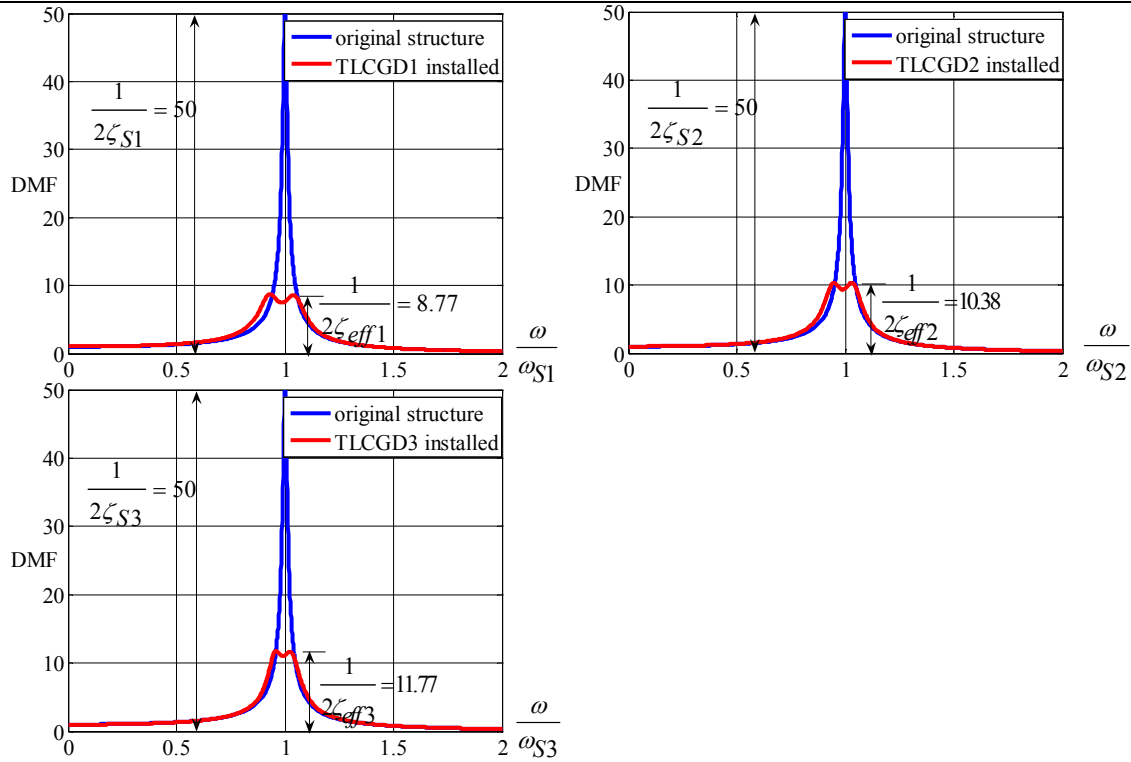 50
40
30
20
10
0
DMF
original structure
TLCGD1 installed
1
2ζS1
= 50
1
2ζeff1
= 8.77
0 0.5 1 1.5 2
ω
ωS1
50
40
30
20
10
0
DMF
original structure
TLCGD2 installed
1
2ζS2
= 50
1
2ζeff2
=10.38
0 0.5 1 1.5 2
ω
ωS2
50
40
30
20
10
0
DMF
original structure
TLCGD3 installed
1
2ζS3
= 50
1
2ζeff3
=11.77
0 0.5 1 1.5 2
ω
ωS3